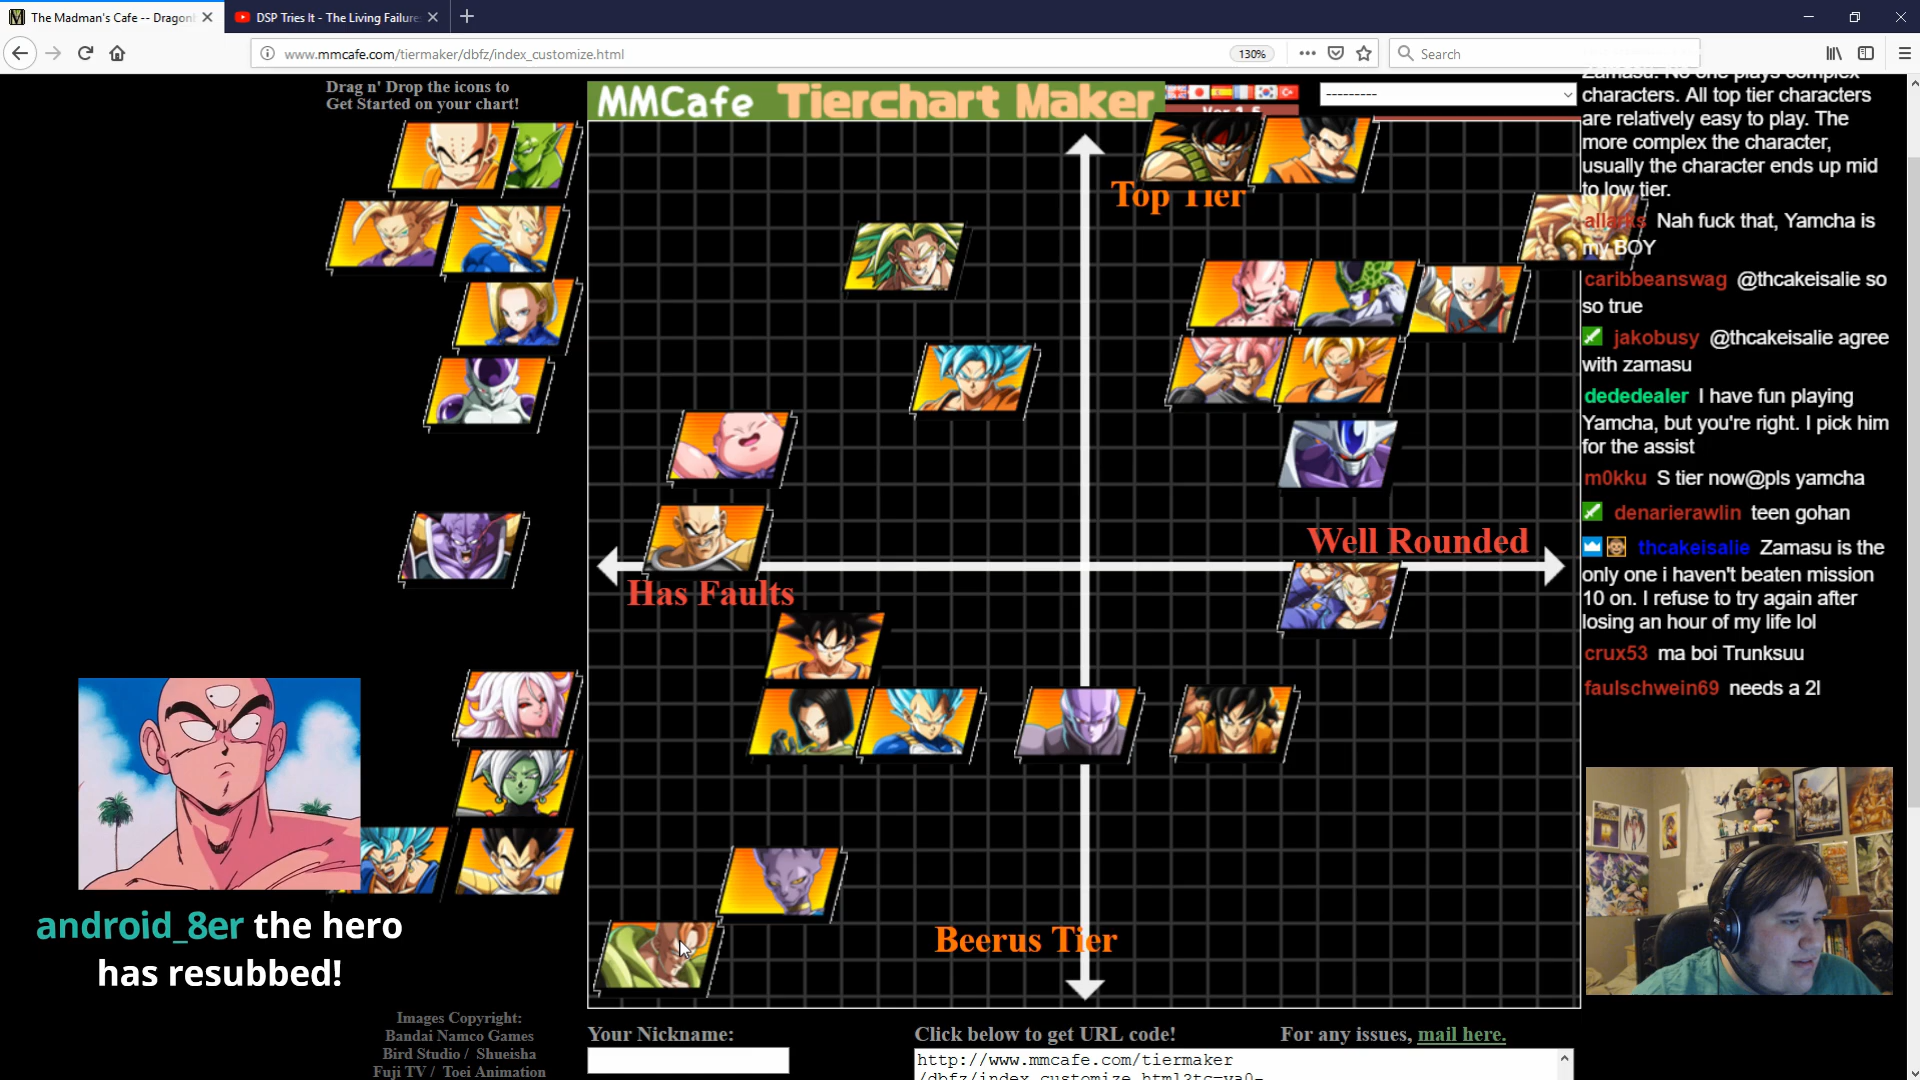 The Madman's Cafe -- Dragon
DSP Tries It - The Living Failure
www.mmcafe.com/tiermaker/dbfz/index_customize.html
130%
Search
Drag n' Drop the icons to
Get Started on your chart!
MMCafe Tierchart Maker
---------
Top Tier
Well Rounded
Has Faults
Beerus Tier
characters. All top tier characters
are relatively easy to play. The
more complex the character,
usually the character ends up mid
to low tier.
allarks Nah fuck that, Yamcha is
my BOY
caribbeanswag @thcakeisalie so
so true
jakobusy @thcakeisalie agree
with zamasu
dededealer I have fun playing
Yamcha, but you're right. I pick him
for the assist
m0kku S tier now@pls yamcha
denarierawlin teen gohan
thcakeisalie Zamasu is the
only one i haven't beaten mission
10 on. I refuse to try again after
losing an hour of my life lol
crux53 ma boi Trunksuu
faulschwein69 needs a 2l
android_8er the hero
has resubbed!
Images Copyright:
Bandai Namco Games
Bird Studio / Shueisha
Fuji TV / Toei Animation
Your Nickname:
Click below to get URL code!
For any issues, mail here.
http://www.mmcafe.com/tiermaker